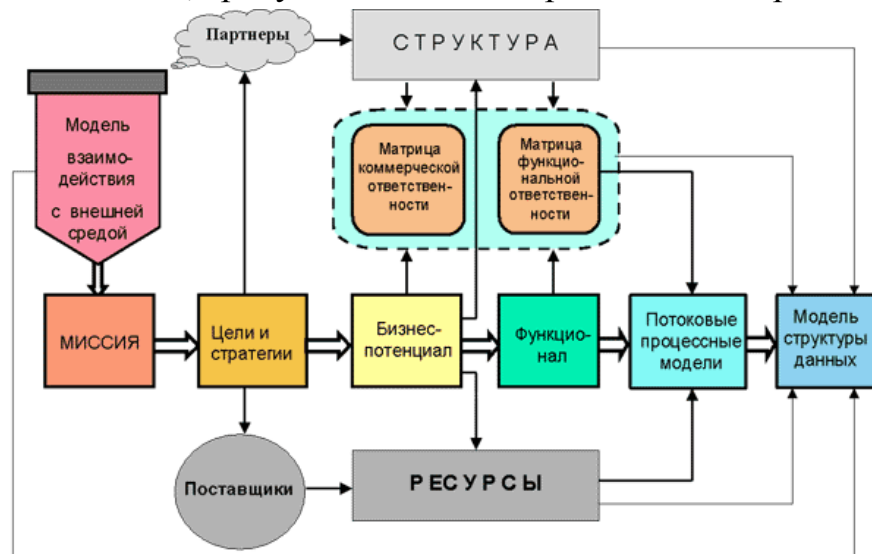 Партнеры
СТРУКТУРА
Модель
взаимо-
действия
с внешней
средой
Матрица
коммерческой
ответствен-
ности
Матрица
функцио-
нальной
ответствен-
ности
МИССИЯ
Цели и
стратегии
Бизнес-
потенциал
Функцио-
нал
Потоковые
процессные
модели
Модель
структуры
данных
Поставщики
РЕСУРСЫ